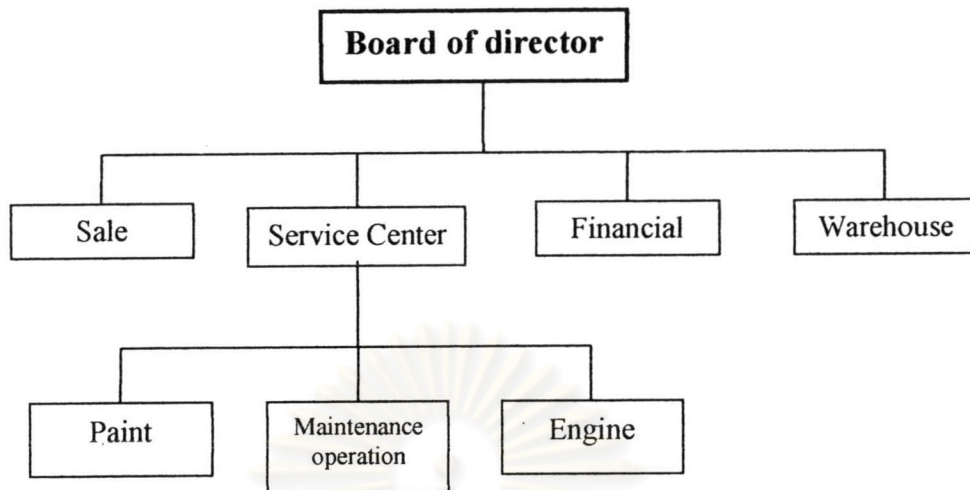 Board of director
Sale
Service Center
Financial
Warehouse
Paint
Maintenance
operation
Engine